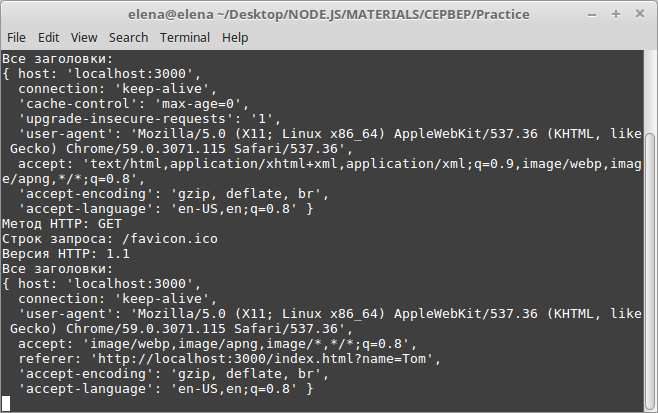 elena@elena ~/Desktop/NODE.JS/MATERIALS/СЕРВЕР/Practice
File Edit View Search Terminal Help
Все заголовки:
{ host: 'localhost:3000',
connection: 'keep-alive',
'cache-control': 'max-age=0',
'upgrade-insecure-requests': '1',
'user-agent': 'Mozilla/5.0 (X11; Linux x86_64) AppleWebKit/537.36 (KHTML, like
Gecko) Chrome/59.0.3071.115 Safari/537.36',
accept: 'text/html,application/xhtml+xml,application/xml;q=0.9,image/webp,imag
e/apng,*/*;q=0.8',
'accept-encoding': 'gzip, deflate, br',
'accept-language': 'en-US,en;q=0.8' }
Метод HTTP: GET
Строк запроса: /favicon.ico
Версия HTTP: 1.1
Все заголовки:
{ host: 'localhost:3000',
connection: 'keep-alive',
'user-agent': 'Mozilla/5.0 (X11; Linux x86_64) AppleWebKit/537.36 (KHTML, like
Gecko) Chrome/59.0.3071.115 Safari/537.36',
accept: 'image/webp,image/apng,image/*,*/*;q=0.8',
referer: 'http://localhost:3000/index.html?name=Tom',
'accept-encoding': 'gzip, deflate, br',
'accept-language': 'en-US,en;q=0.8' }